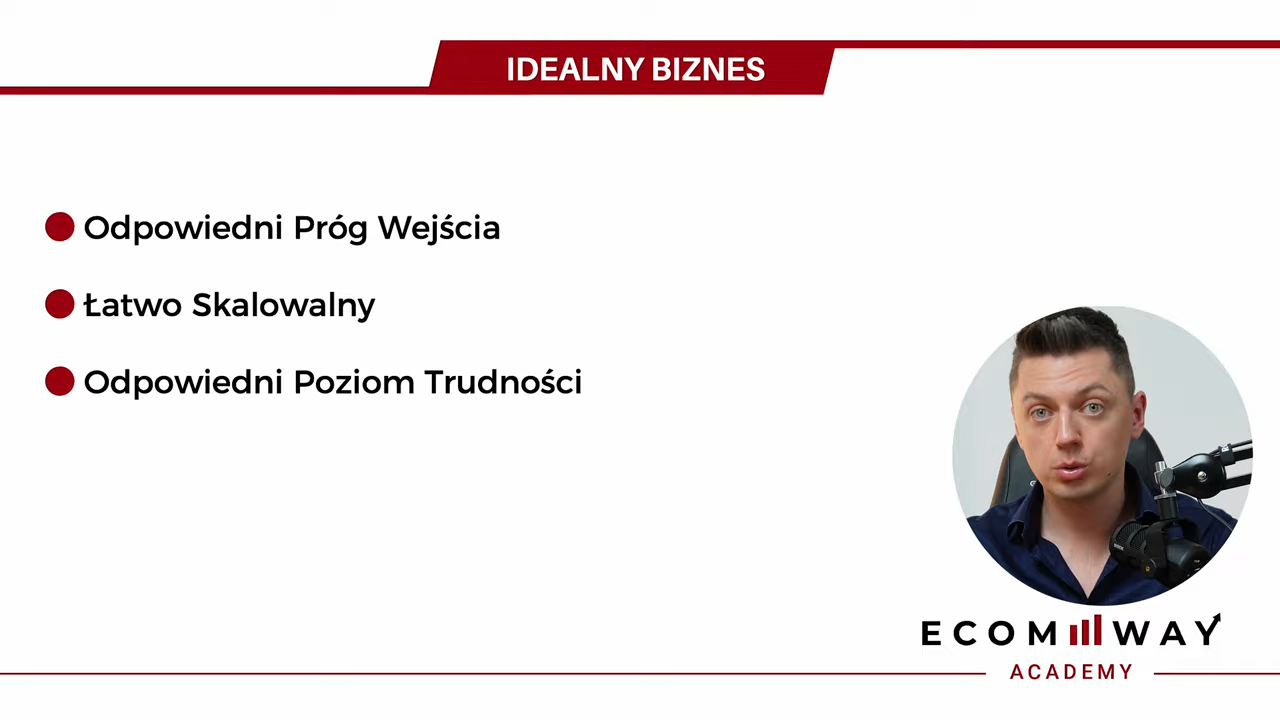 IDEALNY BIZNES
Odpowiedni Próg Wejścia
Łatwo Skalowalny
Odpowiedni Poziom Trudności
ECOM WAY
ACADEMY